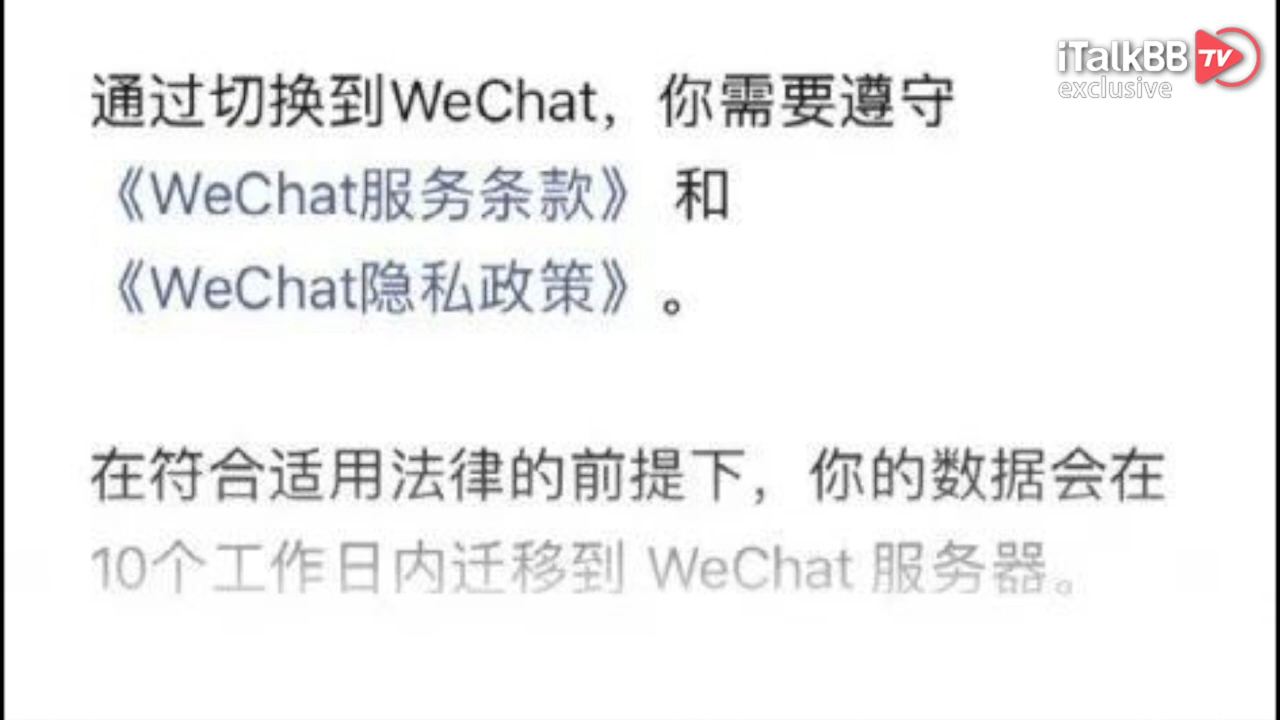 iTalkBB TV
exclusive
通过切换到WeChat，你需要遵守
《WeChat服务条款》 和
《WeChat隐私政策》。
在符合适用法律的前提下，你的数据会在
10个工作日内迁移到 WeChat 服务器。